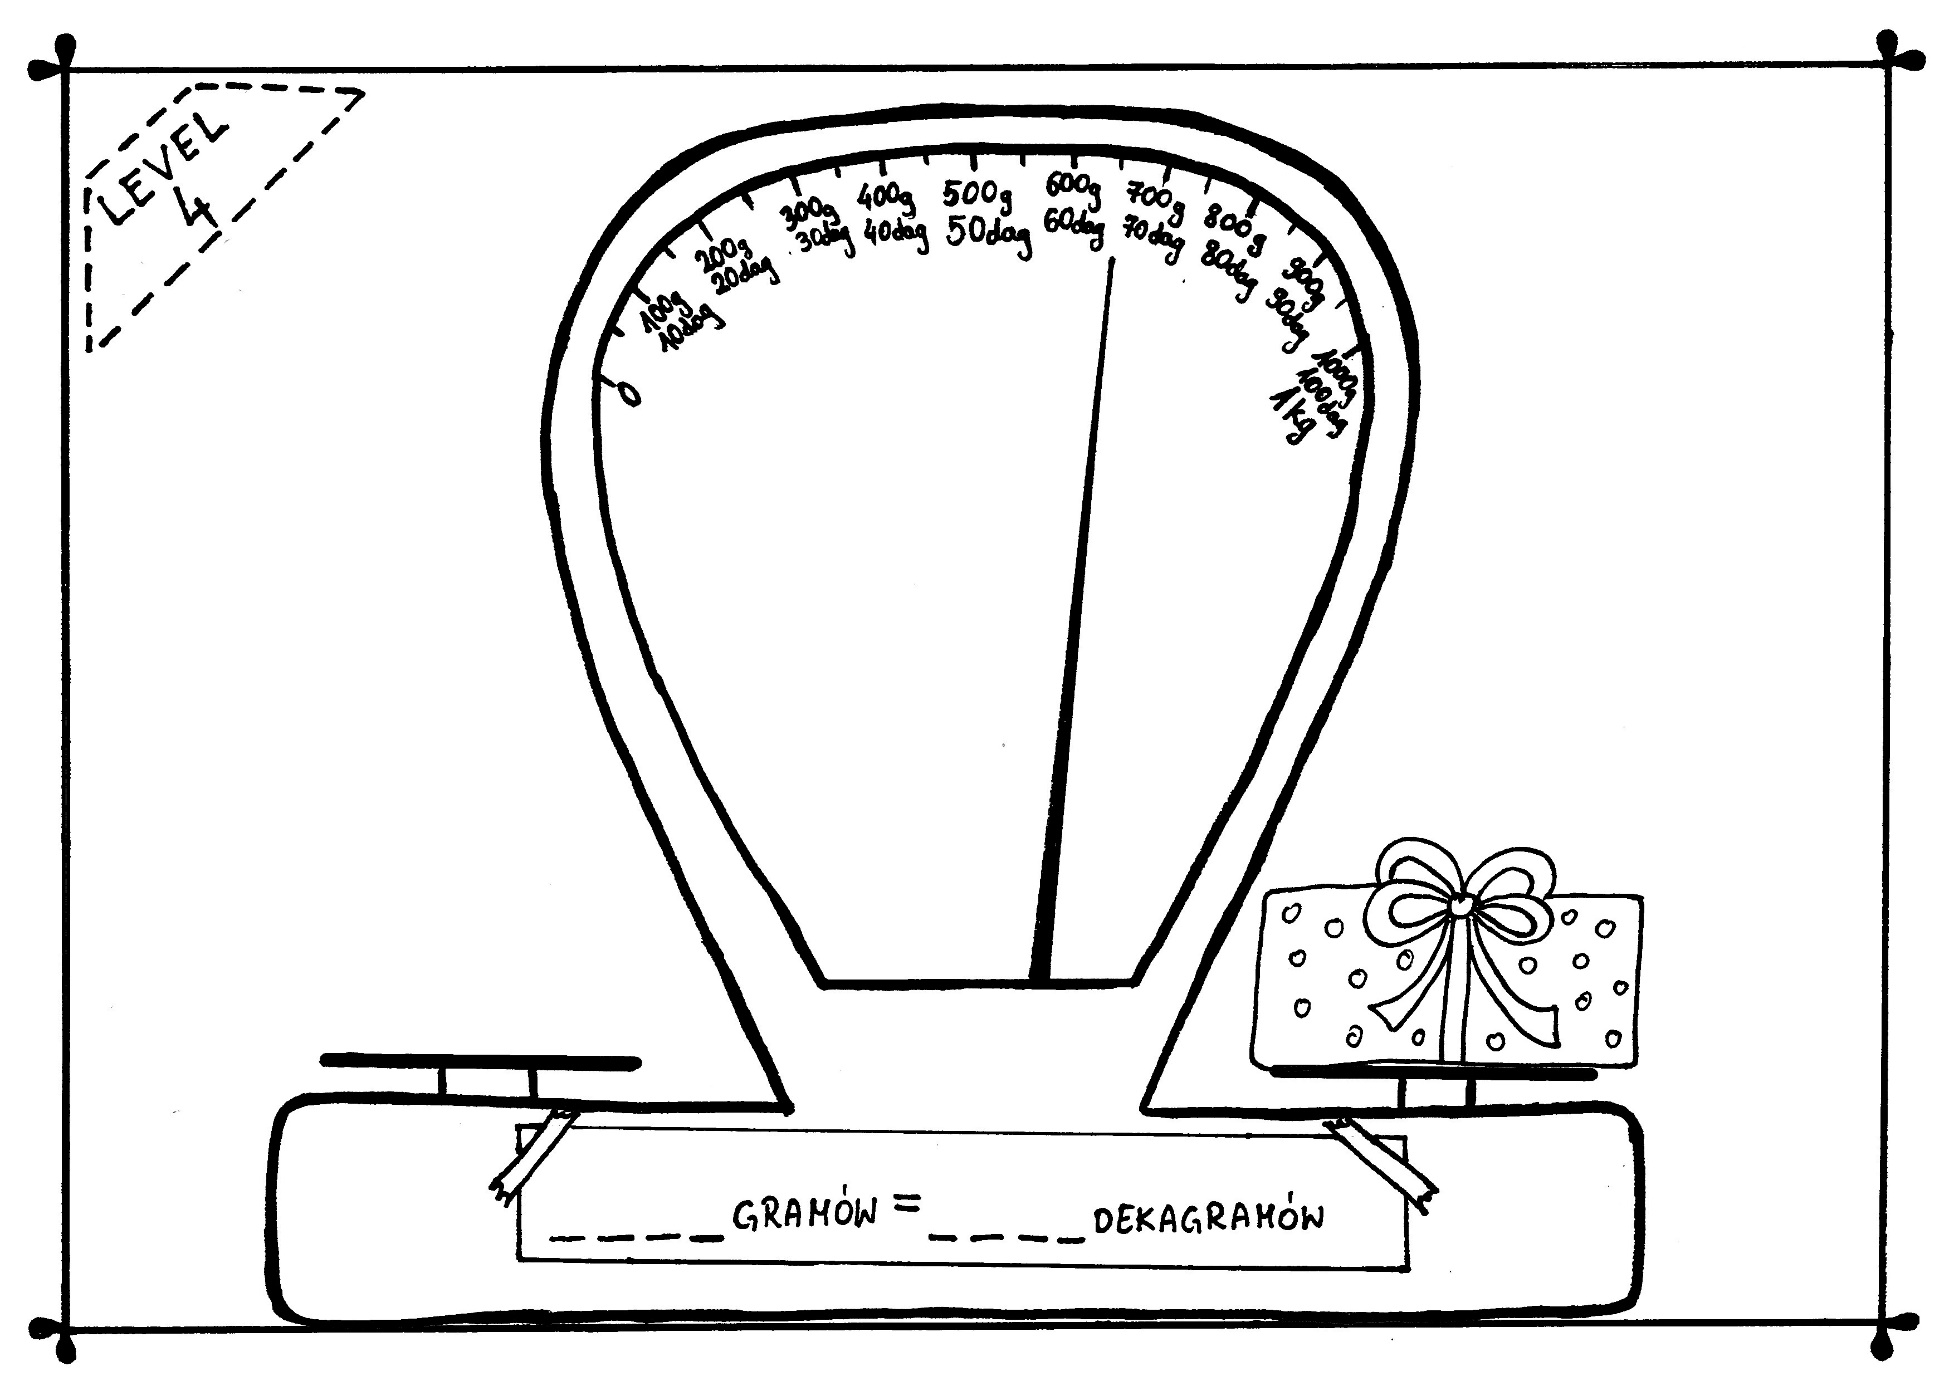 LEVEL
4
0
100g
10dag
200g
20dag
300g
30dag
400g
40dag
500g
50dag
600g
60dag
700g
70dag
800g
80dag
900g
90dag
1000g
100dag
1kg
_ _ _ _ GRAMÓW = _ _ _ _ DEKAGRAMÓW